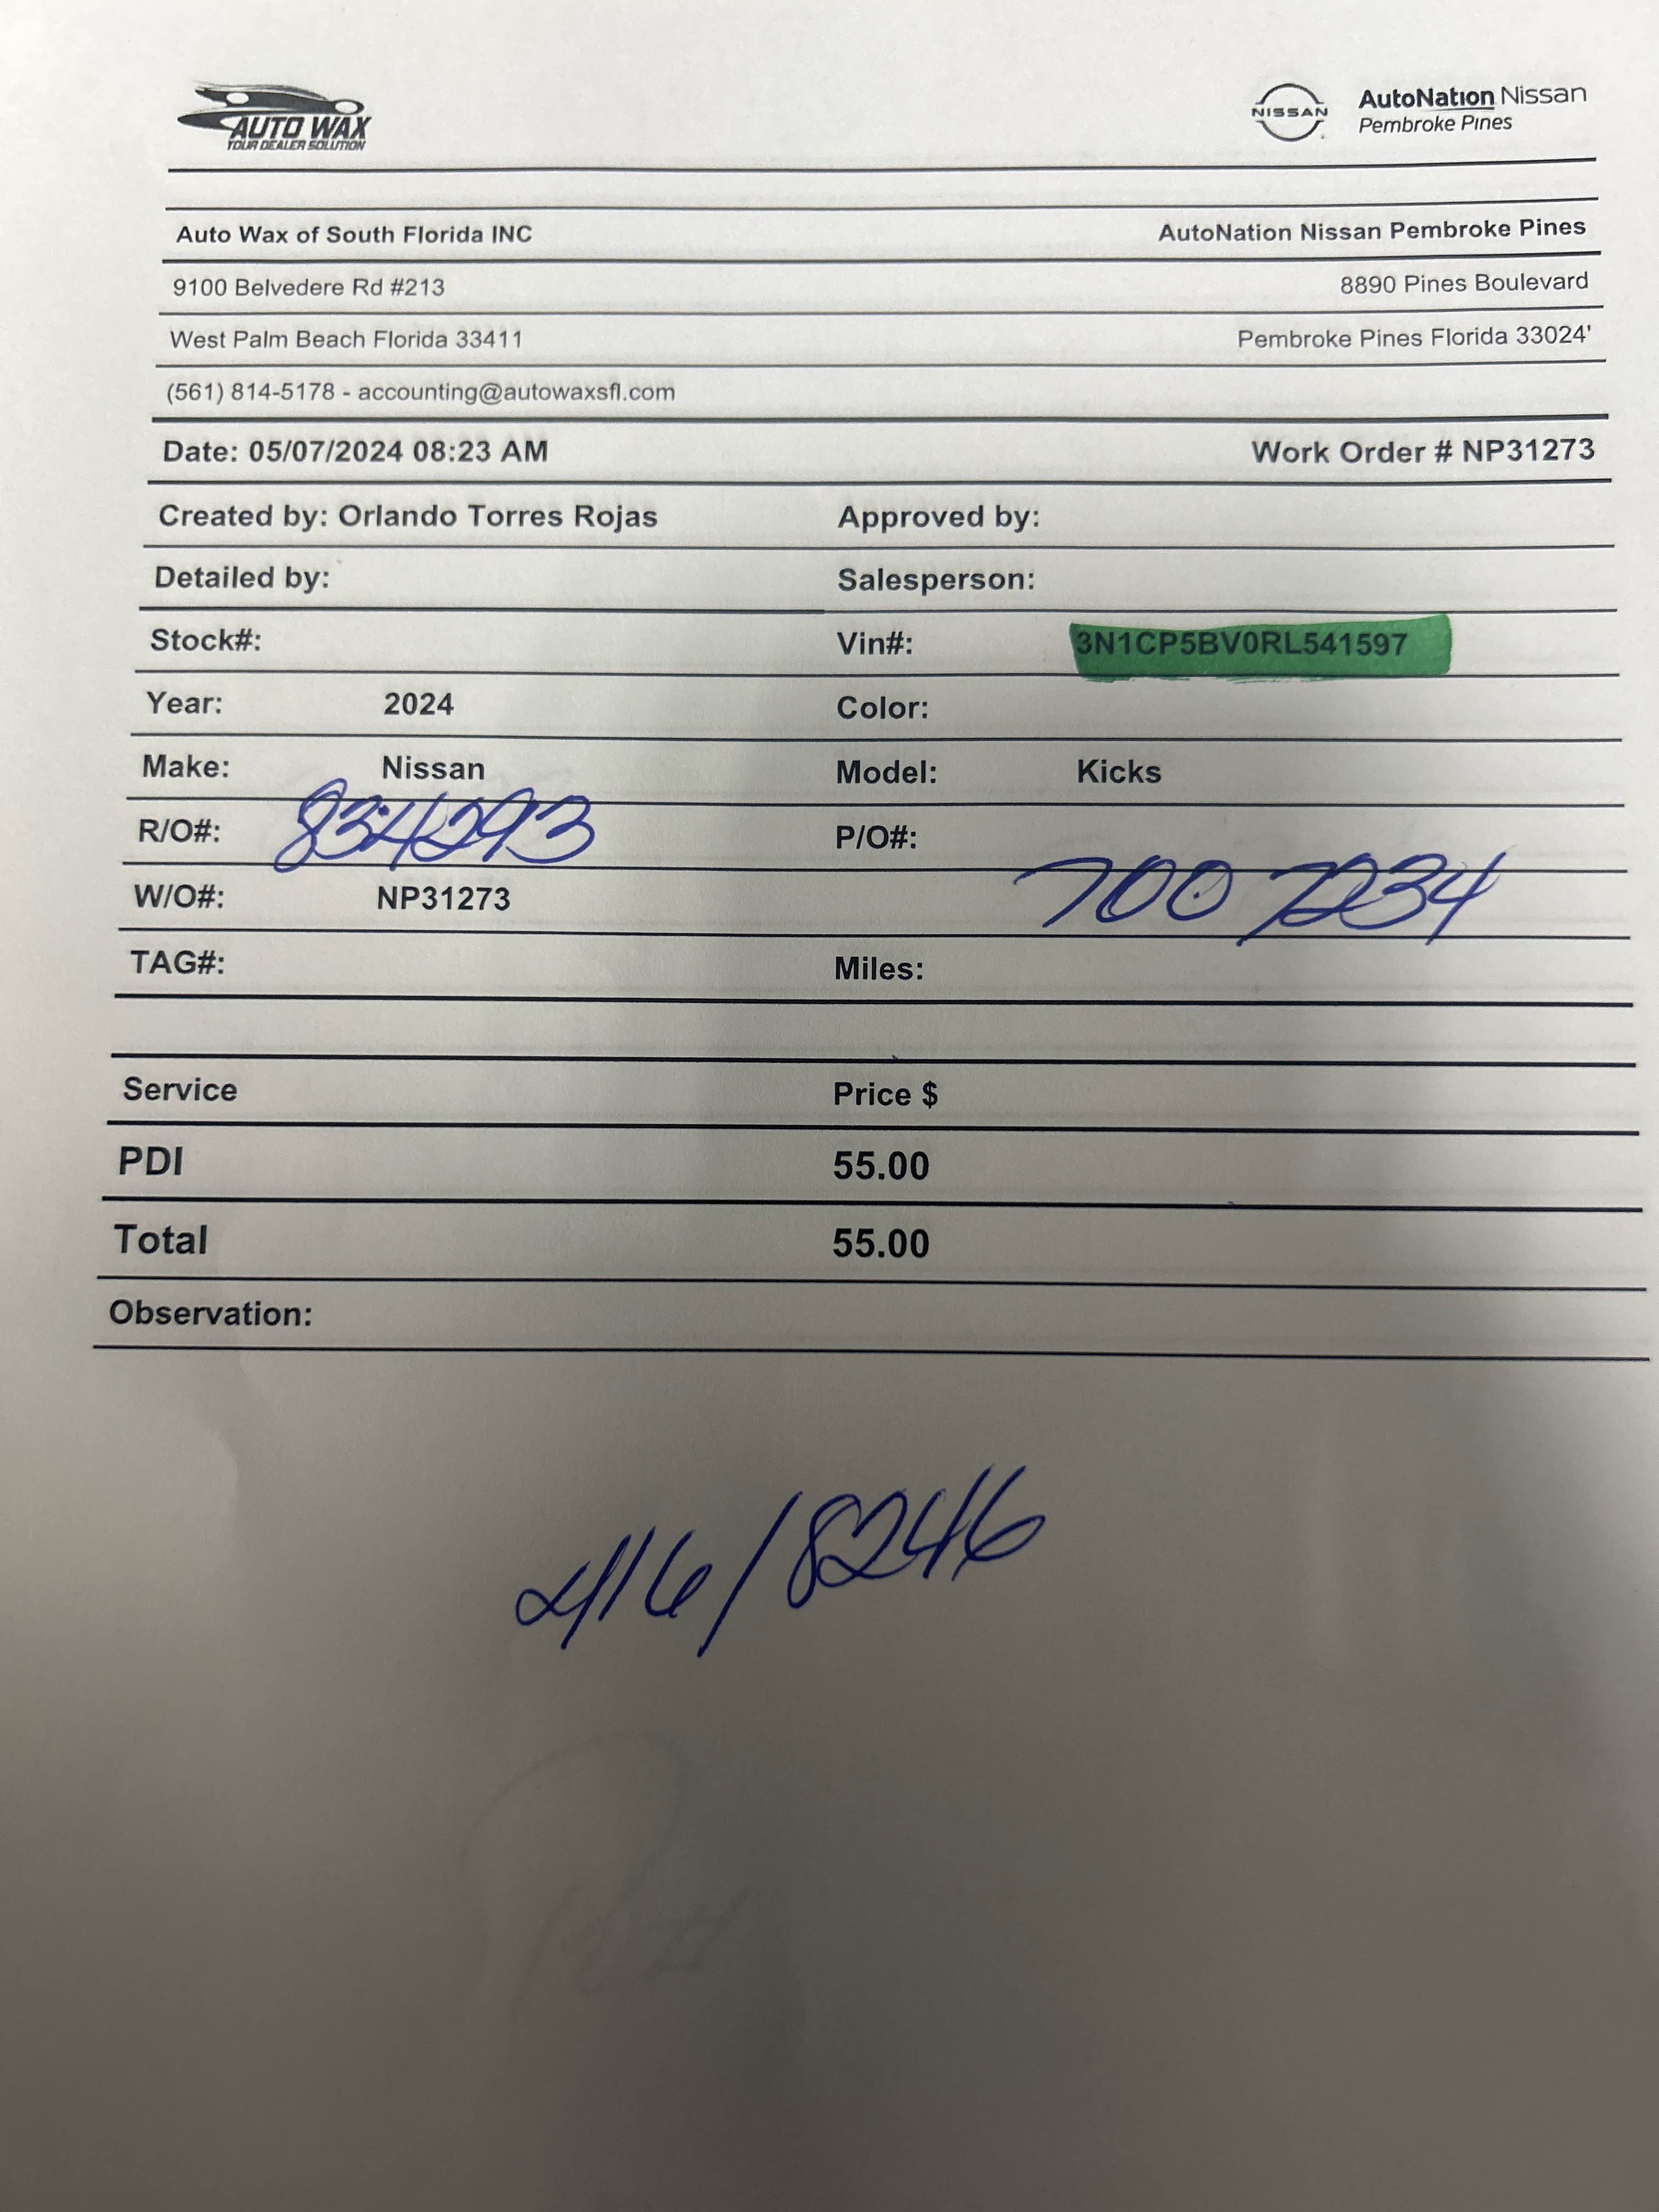 AUTO WAX
YOUR DEALER SOLUTION
NISSAN
AutoNation Nissan
Pembroke Pines
Auto Wax of South Florida INC AutoNation Nissan Pembroke Pines
9100 Belvedere Rd #213 8890 Pines Boulevard
West Palm Beach Florida 33411 Pembroke Pines Florida 33024'
(561) 814-5178 - accounting@autowaxsfl.com
Date: 05/07/2024 08:23 AM Work Order # NP31273
Created by: Orlando Torres Rojas Approved by:
Detailed by: Salesperson:
Stock#: Vin#: 3N1CP5BV0RL541597
Year: 2024 Color:
Make: Nissan Model: Kicks
R/O#: 834293 P/O#: 7007234
W/O#: NP31273
TAG#: Miles:
Service Price $
PDI 55.00
Total 55.00
Observation:
416/8246